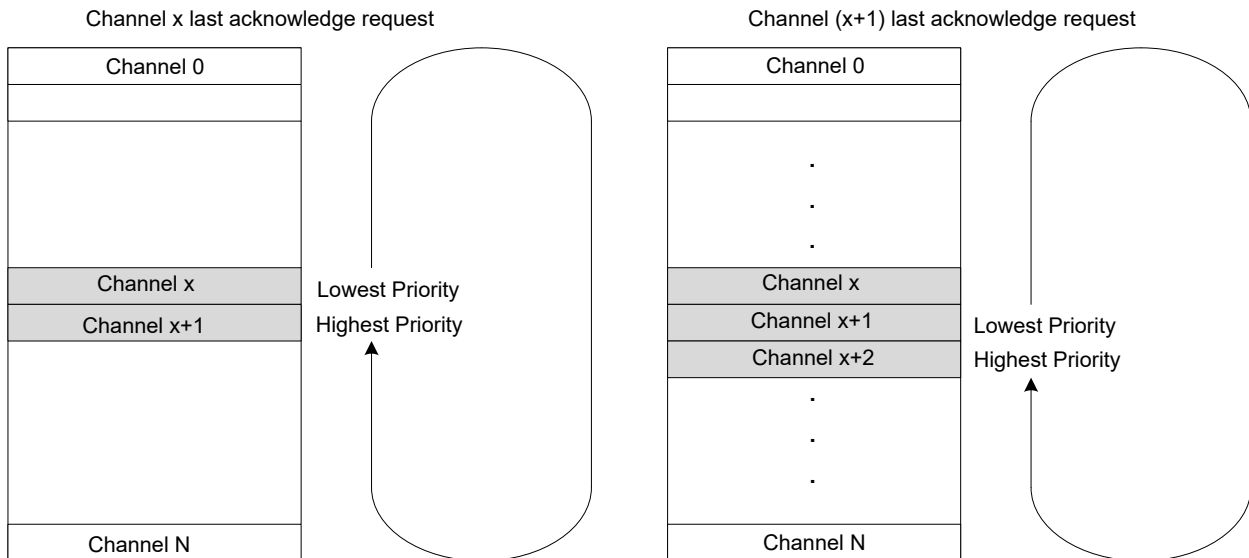 Channel x last acknowledge request
Channel 0
Channel x
Lowest Priority
Channel x+1
Highest Priority
Channel N
Channel (x+1) last acknowledge request
Channel 0
.
.
.
Channel x
Channel x+1
Lowest Priority
Channel x+2
Highest Priority
.
.
.
Channel N